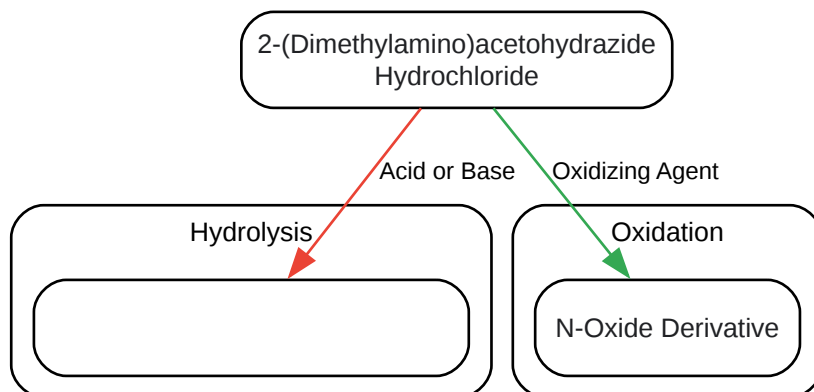 2-(Dimethylamino)acetohydrazide
Hydrochloride
Acid or Base
Oxidizing Agent
Hydrolysis
Oxidation
N-Oxide Derivative